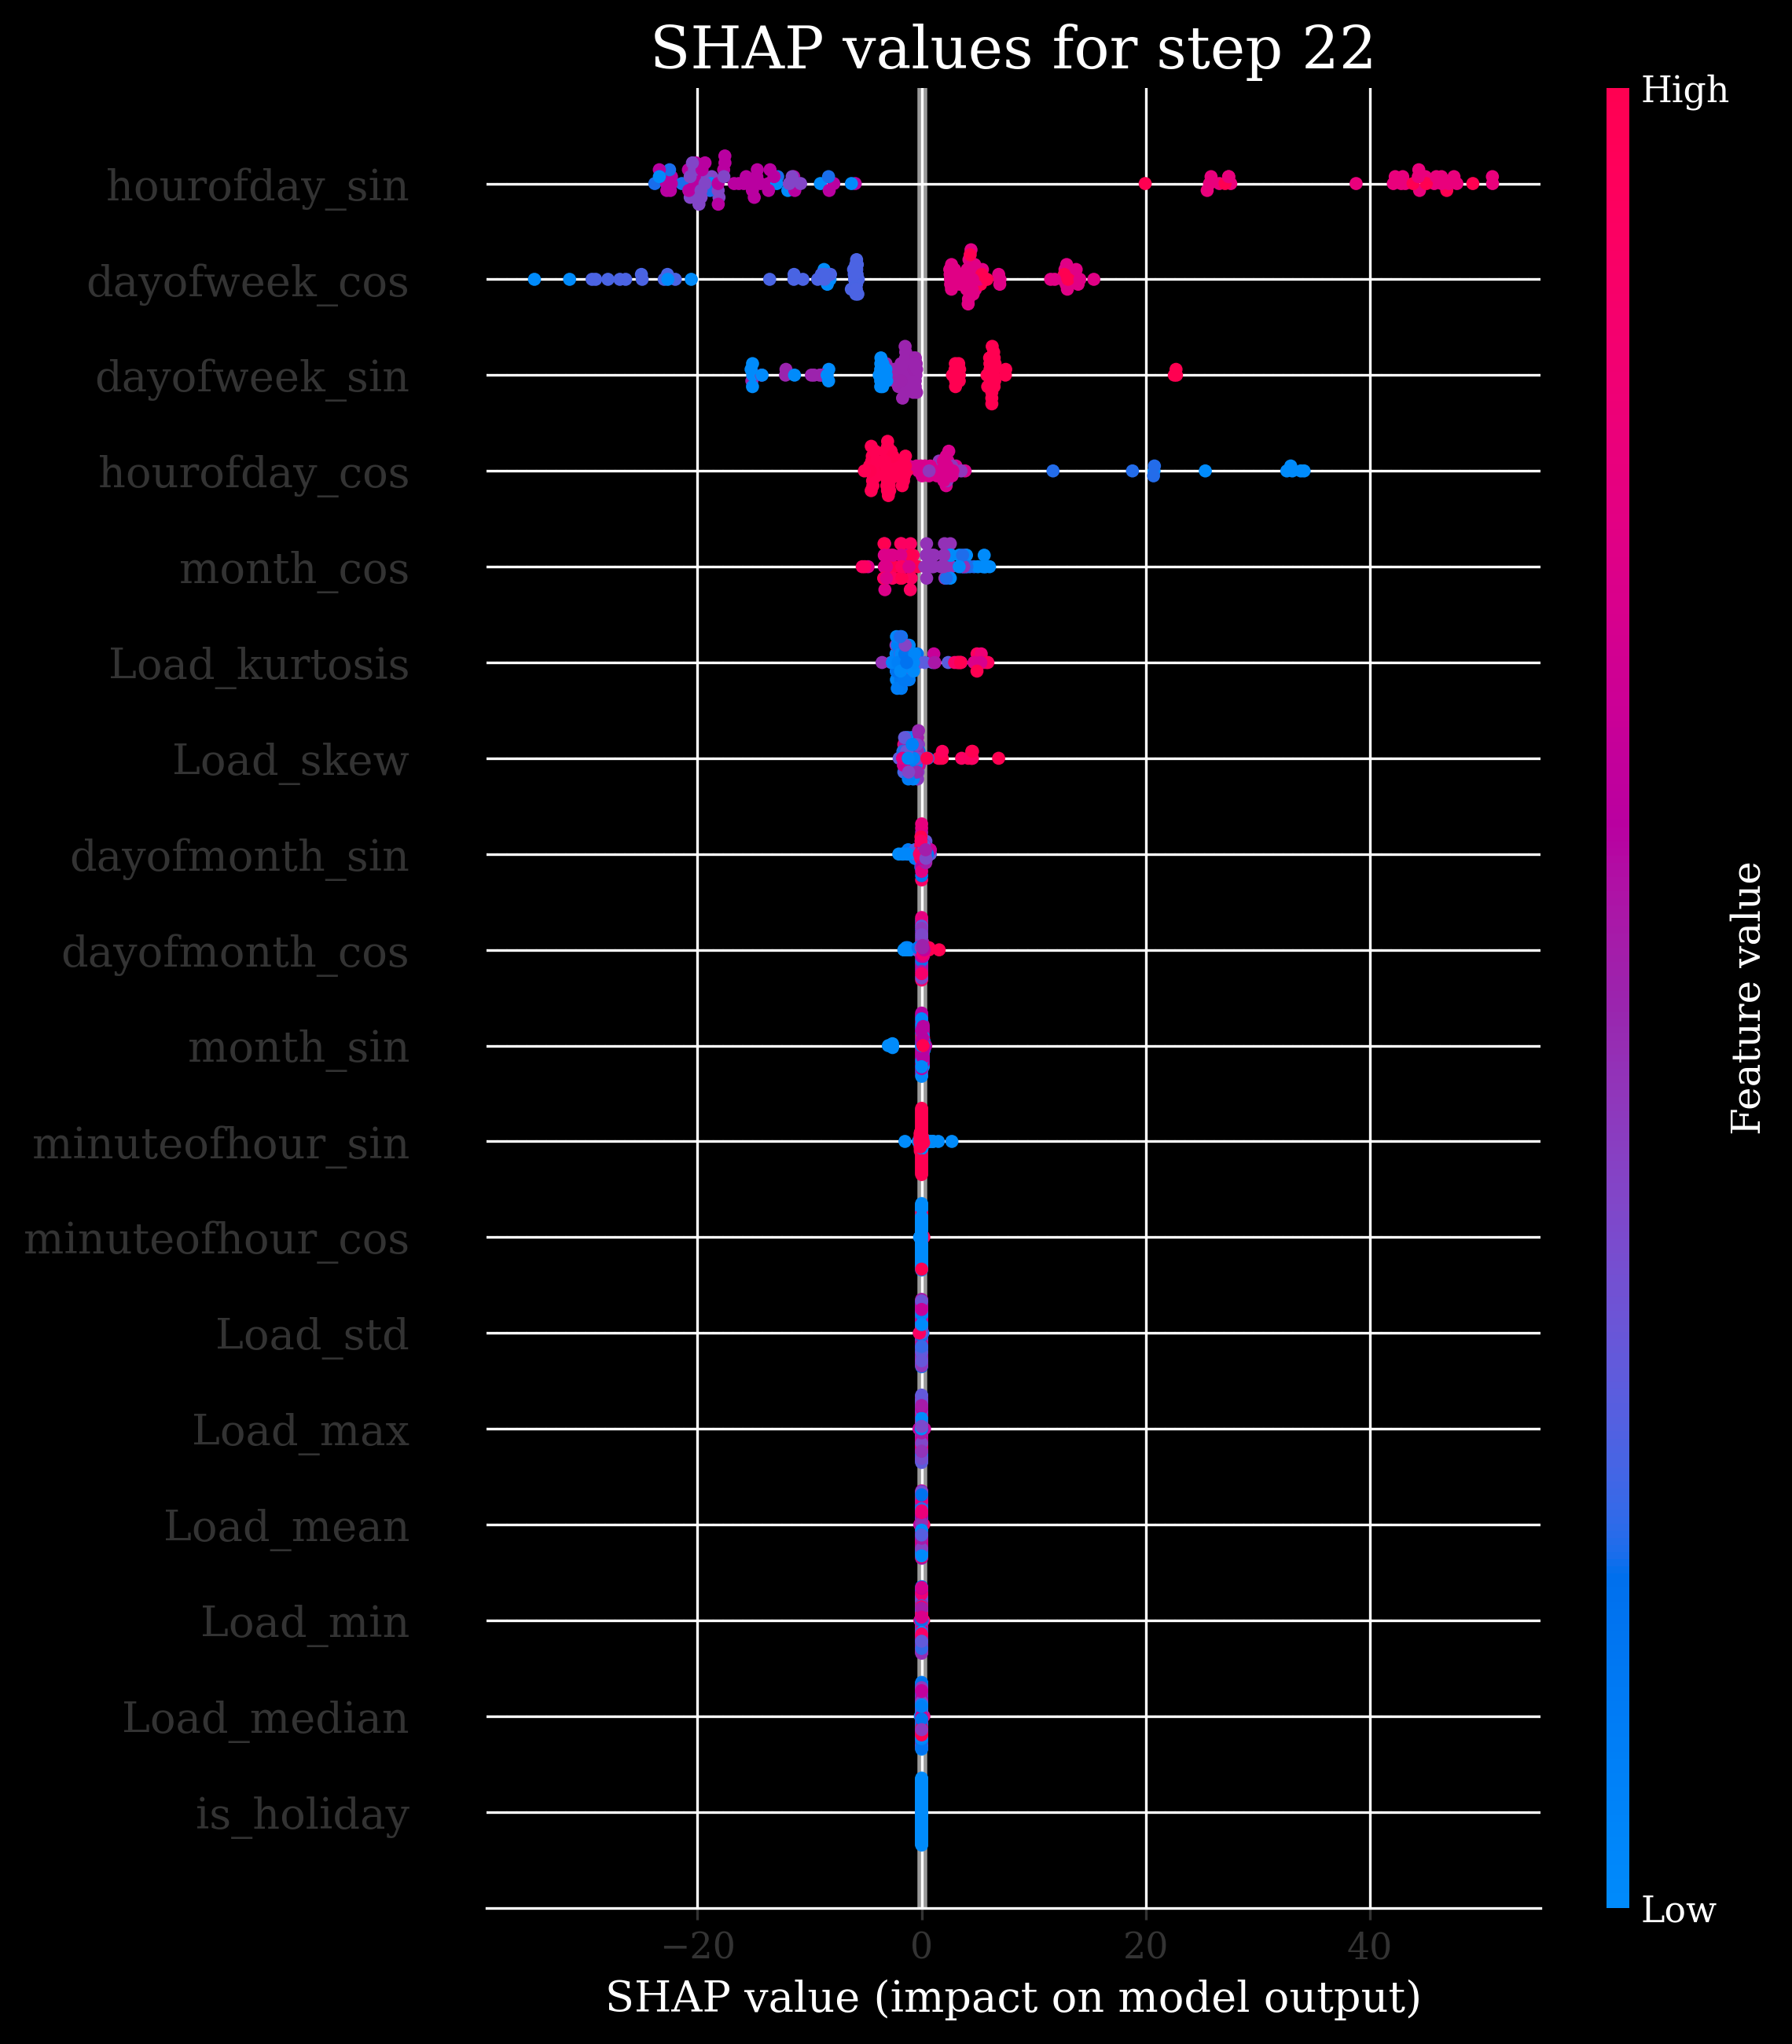 SHAP values for step 22
High
hourofday_sin
dayofweek_cos
dayofweek_sin
hourofday_cos
month_cos
Load_kurtosis
Load_skew
dayofmonth_sin
dayofmonth_cos
month_sin
minuteofhour_sin
minuteofhour_cos
Load_std
Load_max
Load_mean
Load_min
Load_median
is_holiday
Feature value
Low
−20 0 20 40
SHAP value (impact on model output)